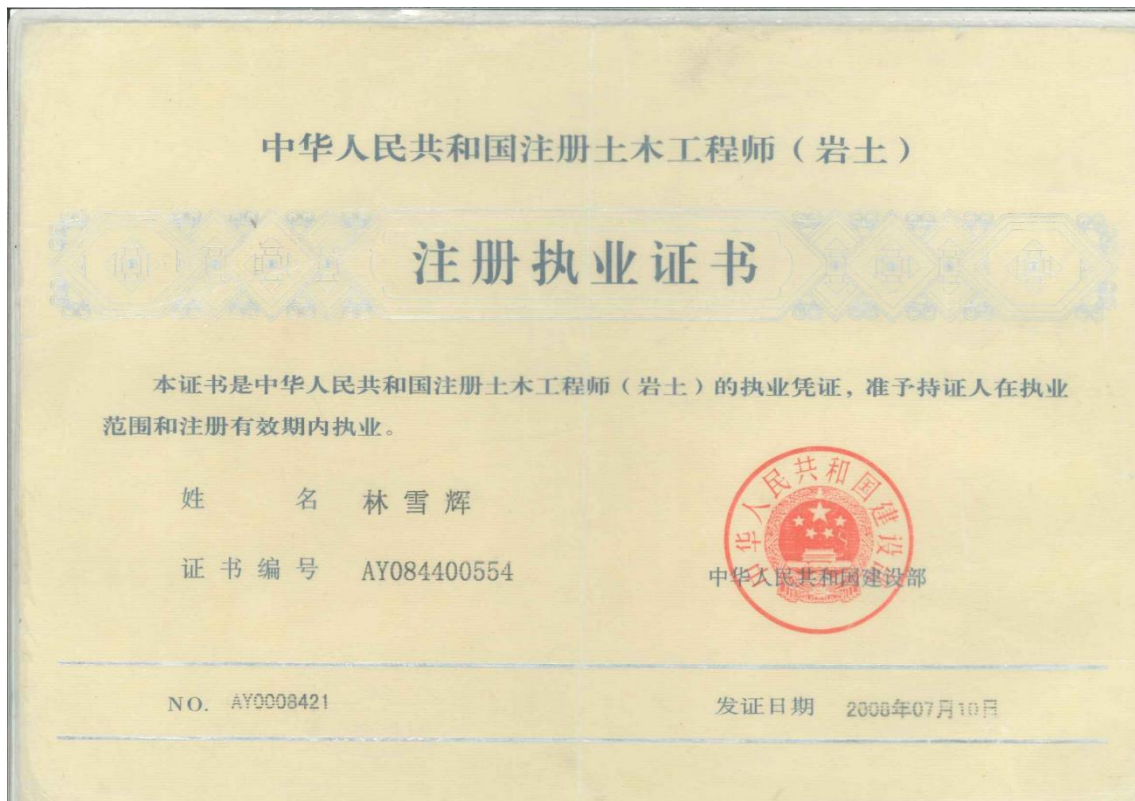 中华人民共和国注册土木工程师（岩土）
注册执业证书
本证书是中华人民共和国注册土木工程师（岩土）的执业凭证，准予持证人在执业
范围和注册有效期内执业。
姓 名 林雪辉
证书编号 AY084400554
中华人民共和国建设部
中华人民共和国建设部
NO. AY0008421
发证日期 2008年07月10日